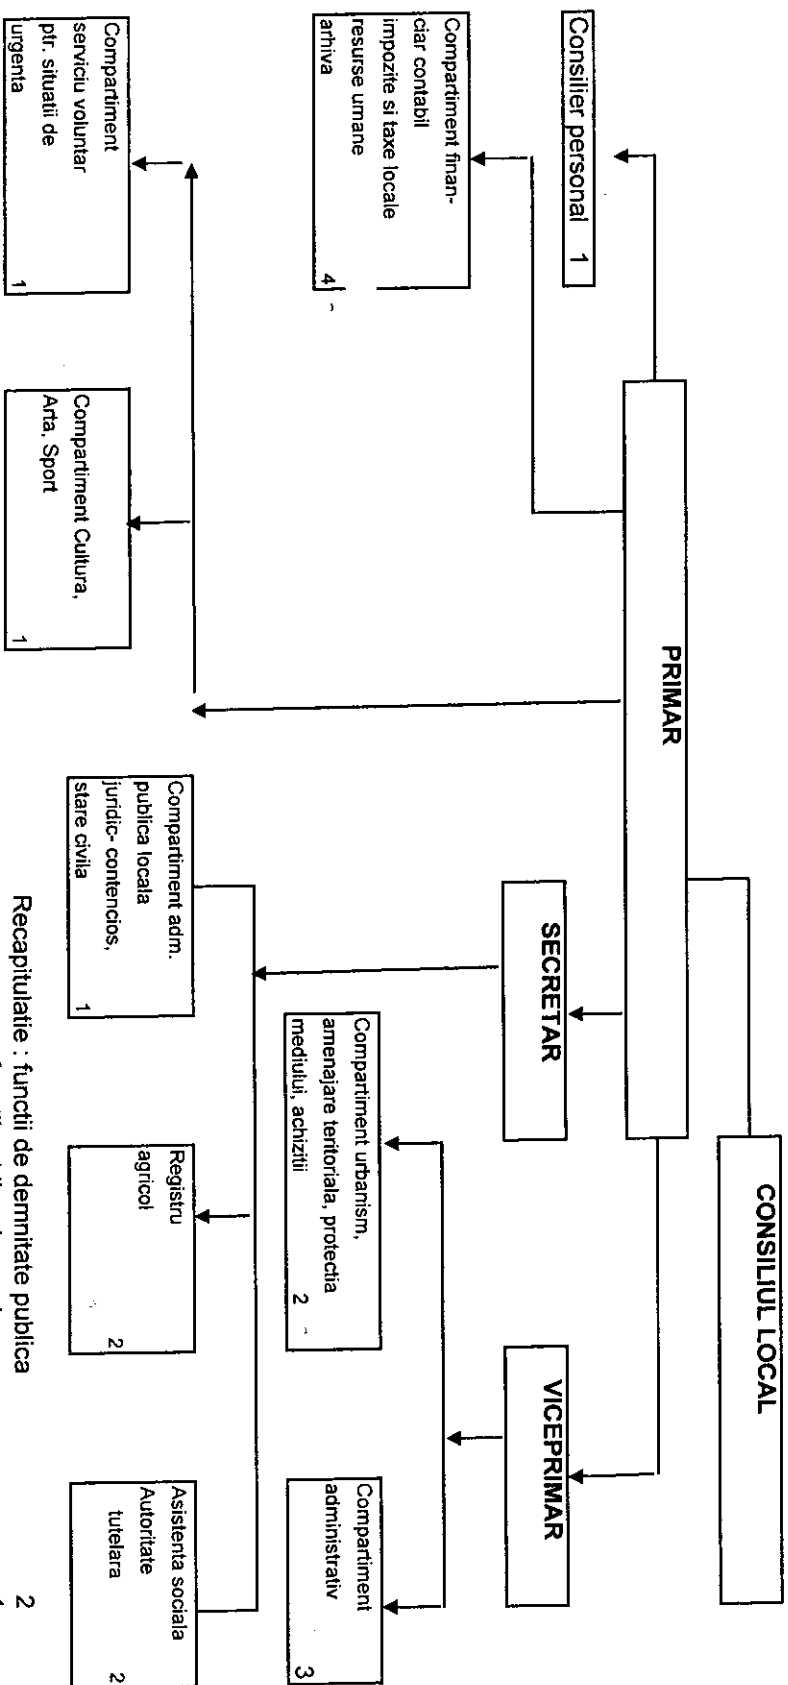 CONSILIUL LOCAL
PRIMAR
Consilier personal 1
SECRETAR
VICEPRIMAR
Compartiment finan-
ciar contabil
impozite si taxe locale
resurse umane
arhiva
4
Compartiment urbanism,
amenajare teritoriala, protectia
mediului, achizitii
2
Compartiment
administrativ
3
Compartiment
serviciu voluntar
ptr. situatii de
urgenta
1
Compartiment Cultura,
Arta, Sport
1
Compartiment adm.
publica locala
juridic- contencios,
stare civila
1
Registru
agricol
2
Asistenta sociala
Autoritate
tutelara
2
Recapitulatie : functii de demnitate publica 2